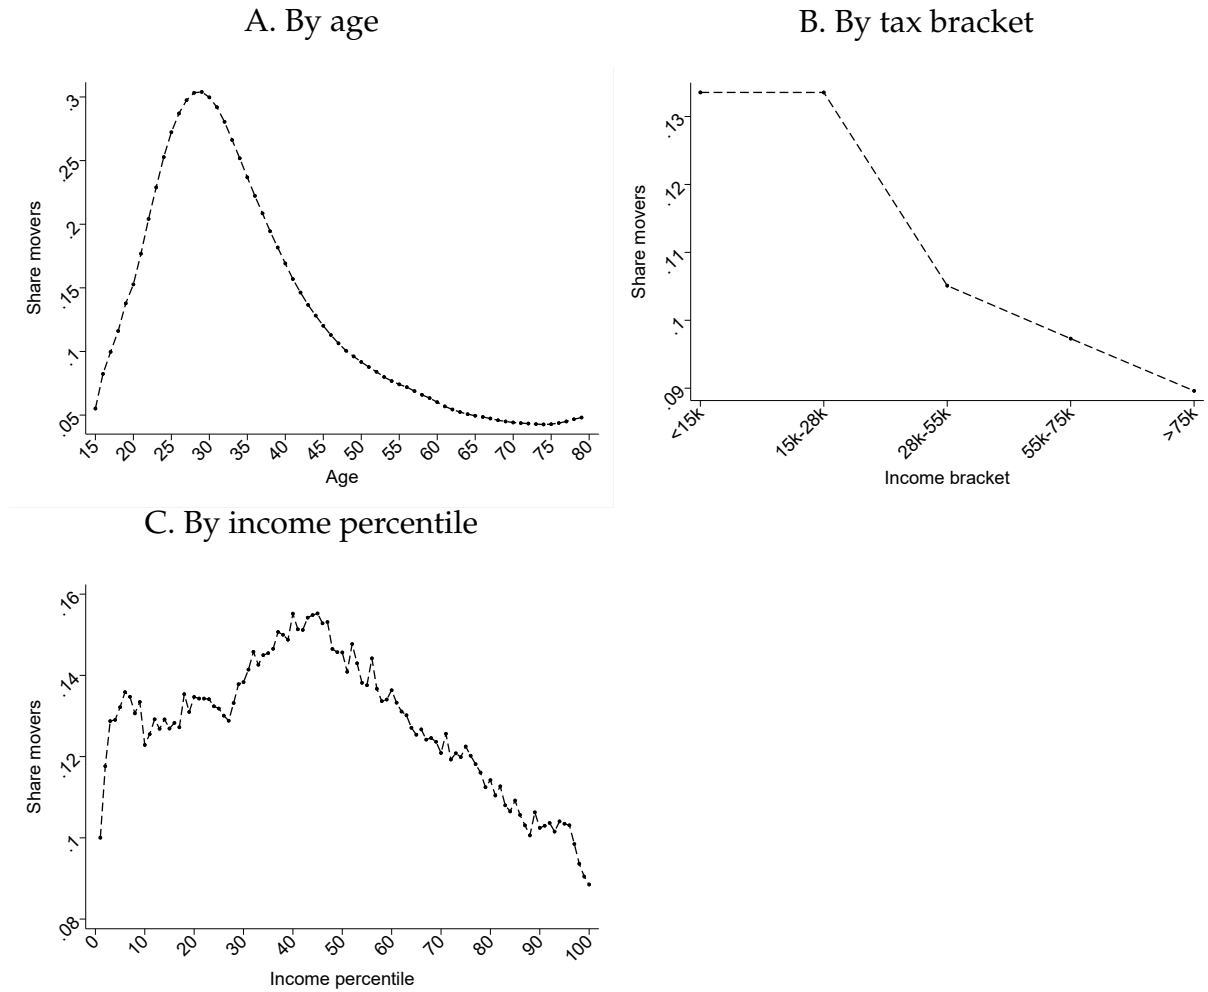 A. By age
Share movers
.3
.25
.2
.15
.1
.05
15 20 25 30 35 40 45 50 55 60 65 70 75 80
Age
B. By tax bracket
Share movers
.13
.12
.11
.1
.09
<15k 15k-28k 28k-55k 55k-75k >75k
Income bracket
C. By income percentile
Share movers
.16
.14
.12
.1
.08
0 10 20 30 40 50 60 70 80 90 100
Income percentile